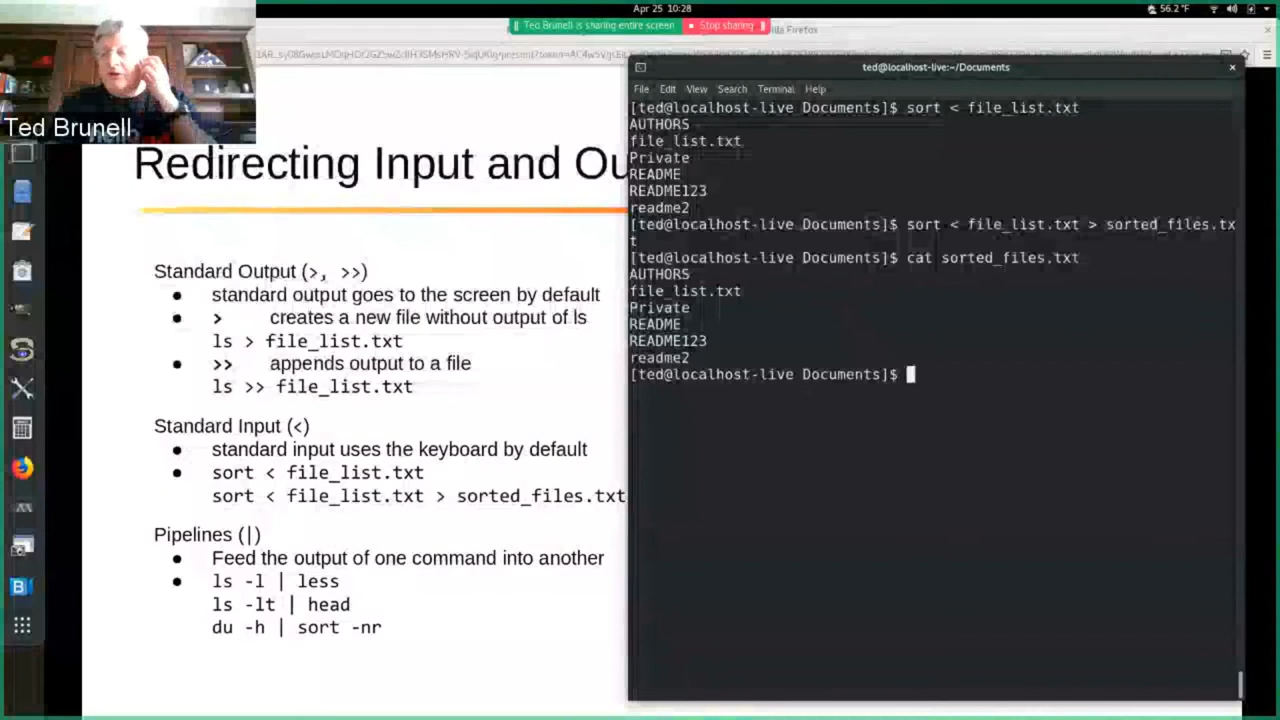 Apr 25 10:28
56.2 °F
Ted Brunell is sharing entire screen
Stop sharing
Firefox
Ted Brunell
Redirecting Input and Ou
Standard Output (>, >>)
● standard output goes to the screen by default
● > creates a new file without output of ls
ls > file_list.txt
● >> appends output to a file
ls >> file_list.txt
Standard Input (<)
● standard input uses the keyboard by default
● sort < file_list.txt
sort < file_list.txt > sorted_files.txt
Pipelines (|)
● Feed the output of one command into another
● ls -l | less
ls -lt | head
du -h | sort -nr
ted@localhost-live:~/Documents
File Edit View Search Terminal Help
[ted@localhost-live Documents]$ sort < file_list.txt
AUTHORS
file_list.txt
Private
README
README123
readme2
[ted@localhost-live Documents]$ sort < file_list.txt > sorted_files.tx
t
[ted@localhost-live Documents]$ cat sorted_files.txt
AUTHORS
file_list.txt
Private
README
README123
readme2
[ted@localhost-live Documents]$